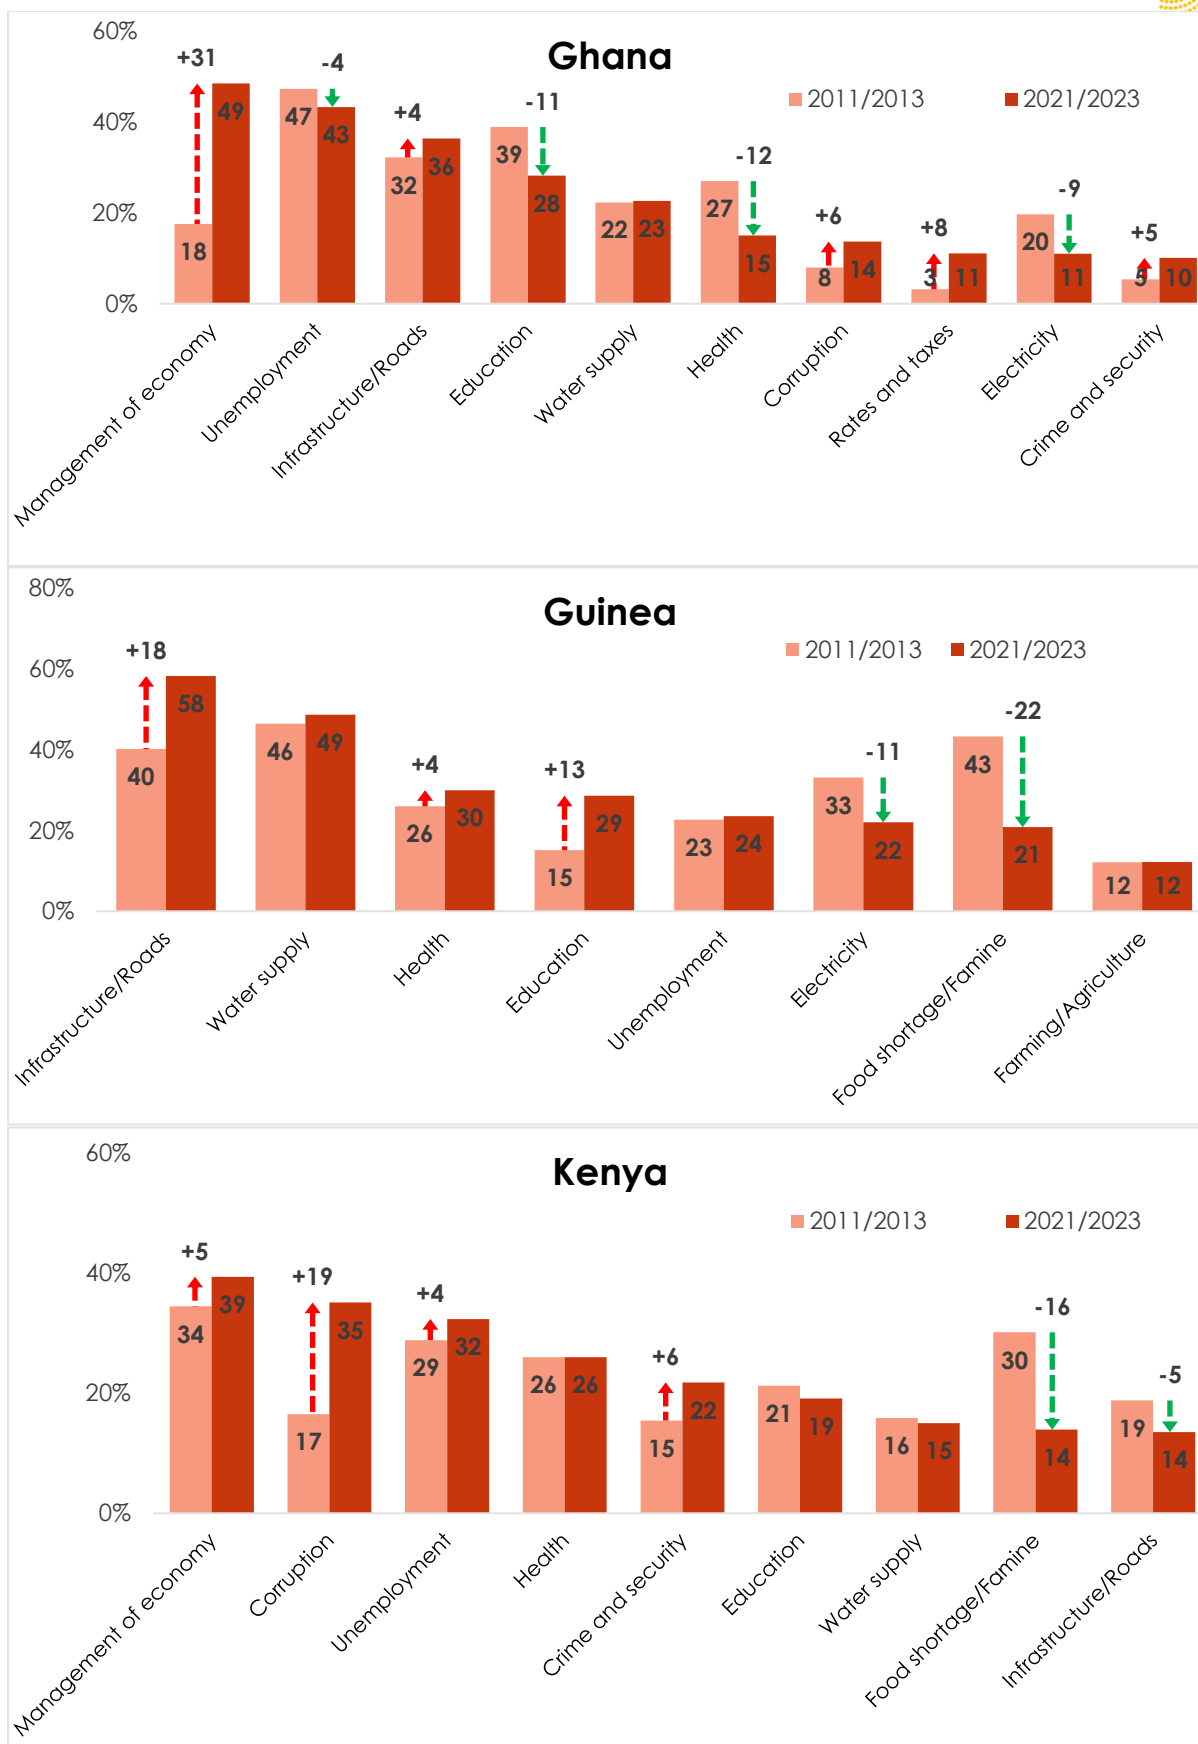 Ghana
2011/2013 2021/2023
60%
40%
20%
0%
+31 -4 +4 -11 -12 +6 +8 -9 +5
18 49 47 43 32 36 39 28 22 23 27 15 8 14 3 11 20 11 5 10
Management of economy
Unemployment
Infrastructure/Roads
Education
Water supply
Health
Corruption
Rates and taxes
Electricity
Crime and security
Guinea
2011/2013 2021/2023
80%
60%
40%
20%
0%
+18 +4 +13 -11 -22
40 58 46 49 26 30 15 29 23 24 33 22 43 21 12 12
Infrastructure/Roads
Water supply
Health
Education
Unemployment
Electricity
Food shortage/Famine
Farming/Agriculture
Kenya
2011/2013 2021/2023
60%
40%
20%
0%
+5 +19 +4 +6 -16 -5
34 39 17 35 29 32 26 26 15 22 21 19 16 15 30 14 19 14
Management of economy
Corruption
Unemployment
Health
Crime and security
Education
Water supply
Food shortage/Famine
Infrastructure/Roads